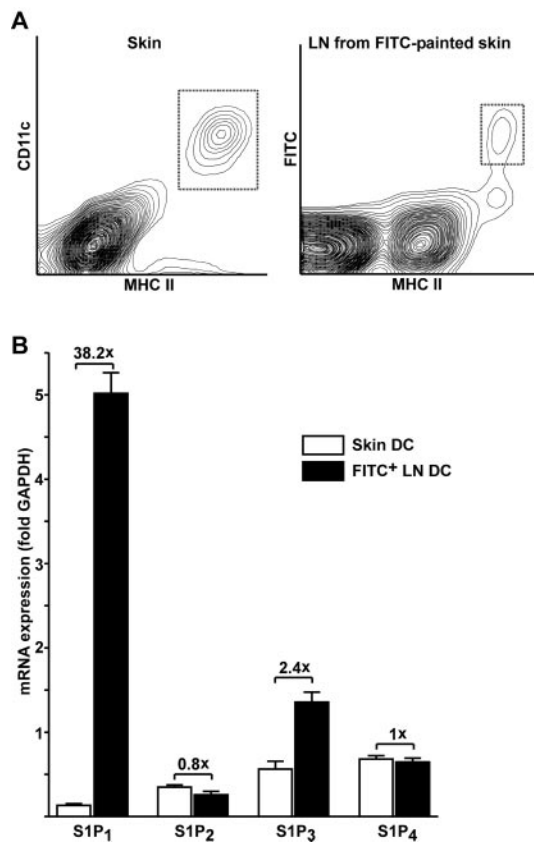 A
Skin
LN from FITC-painted skin
CD11c
MHC II
FITC
MHC II
B
mRNA expression (fold GAPDH)
5
4
3
2
1
38.2x
0.8x
2.4x
1x
Skin DC
FITC⁺ LN DC
S1P₁
S1P₂
S1P₃
S1P₄